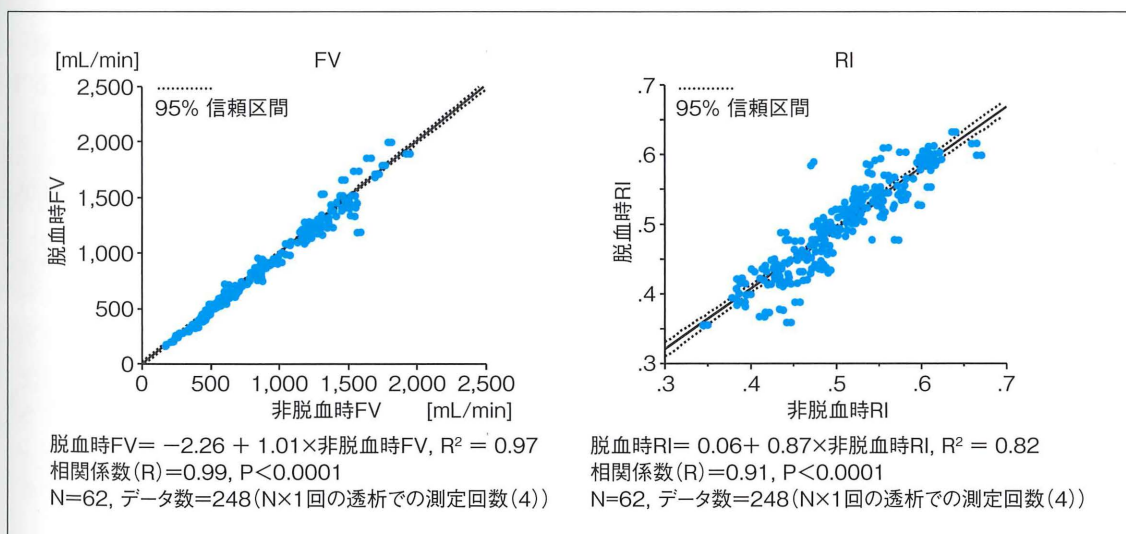 [mL/min]
FV
2,500
2,000
1,500
1,000
500
0
脱血時FV
95% 信頼区間
0 500 1,000 1,500 2,000 2,500
非脱血時FV [mL/min]
脱血時FV= −2.26 + 1.01×非脱血時FV, R² = 0.97
相関係数(R)=0.99, P<0.0001
N=62, データ数=248(N×1回の透析での測定回数(4))
RI
.7
.6
.5
.4
.3
脱血時RI
95% 信頼区間
.3 .4 .5 .6 .7
非脱血時RI
脱血時RI= 0.06+ 0.87×非脱血時RI, R² = 0.82
相関係数(R)=0.91, P<0.0001
N=62, データ数=248(N×1回の透析での測定回数(4))